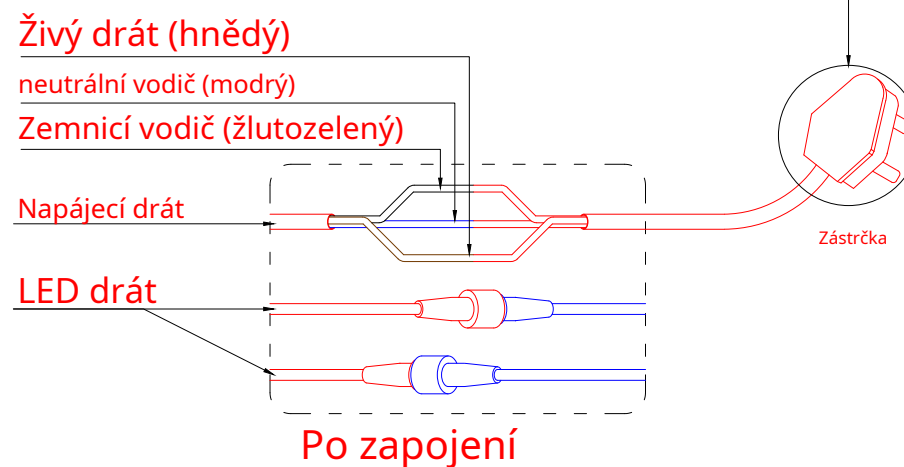 Živý drát (hnědý)
neutrální vodič (modrý)
Zemnicí vodič (žlutozelený)
Napájecí drát
Zástrčka
LED drát
Po zapojení